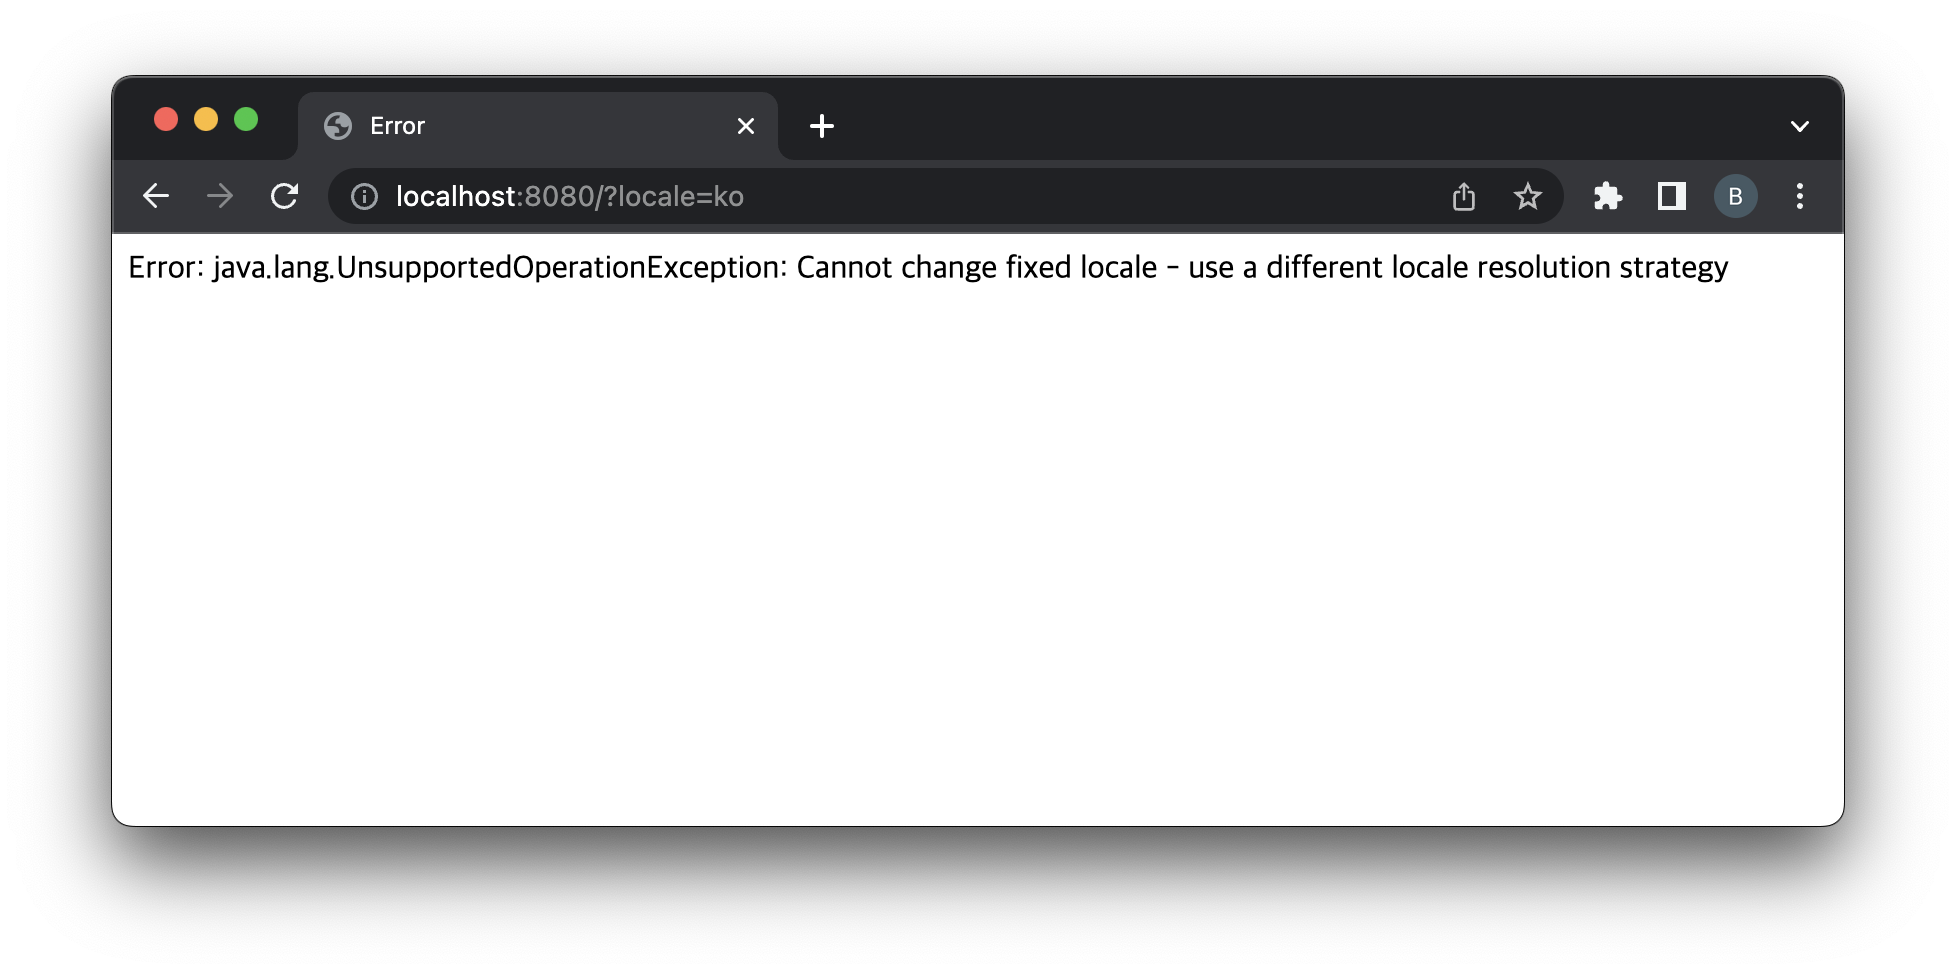 Error
localhost:8080/?locale=ko
B
Error: java.lang.UnsupportedOperationException: Cannot change fixed locale - use a different locale resolution strategy